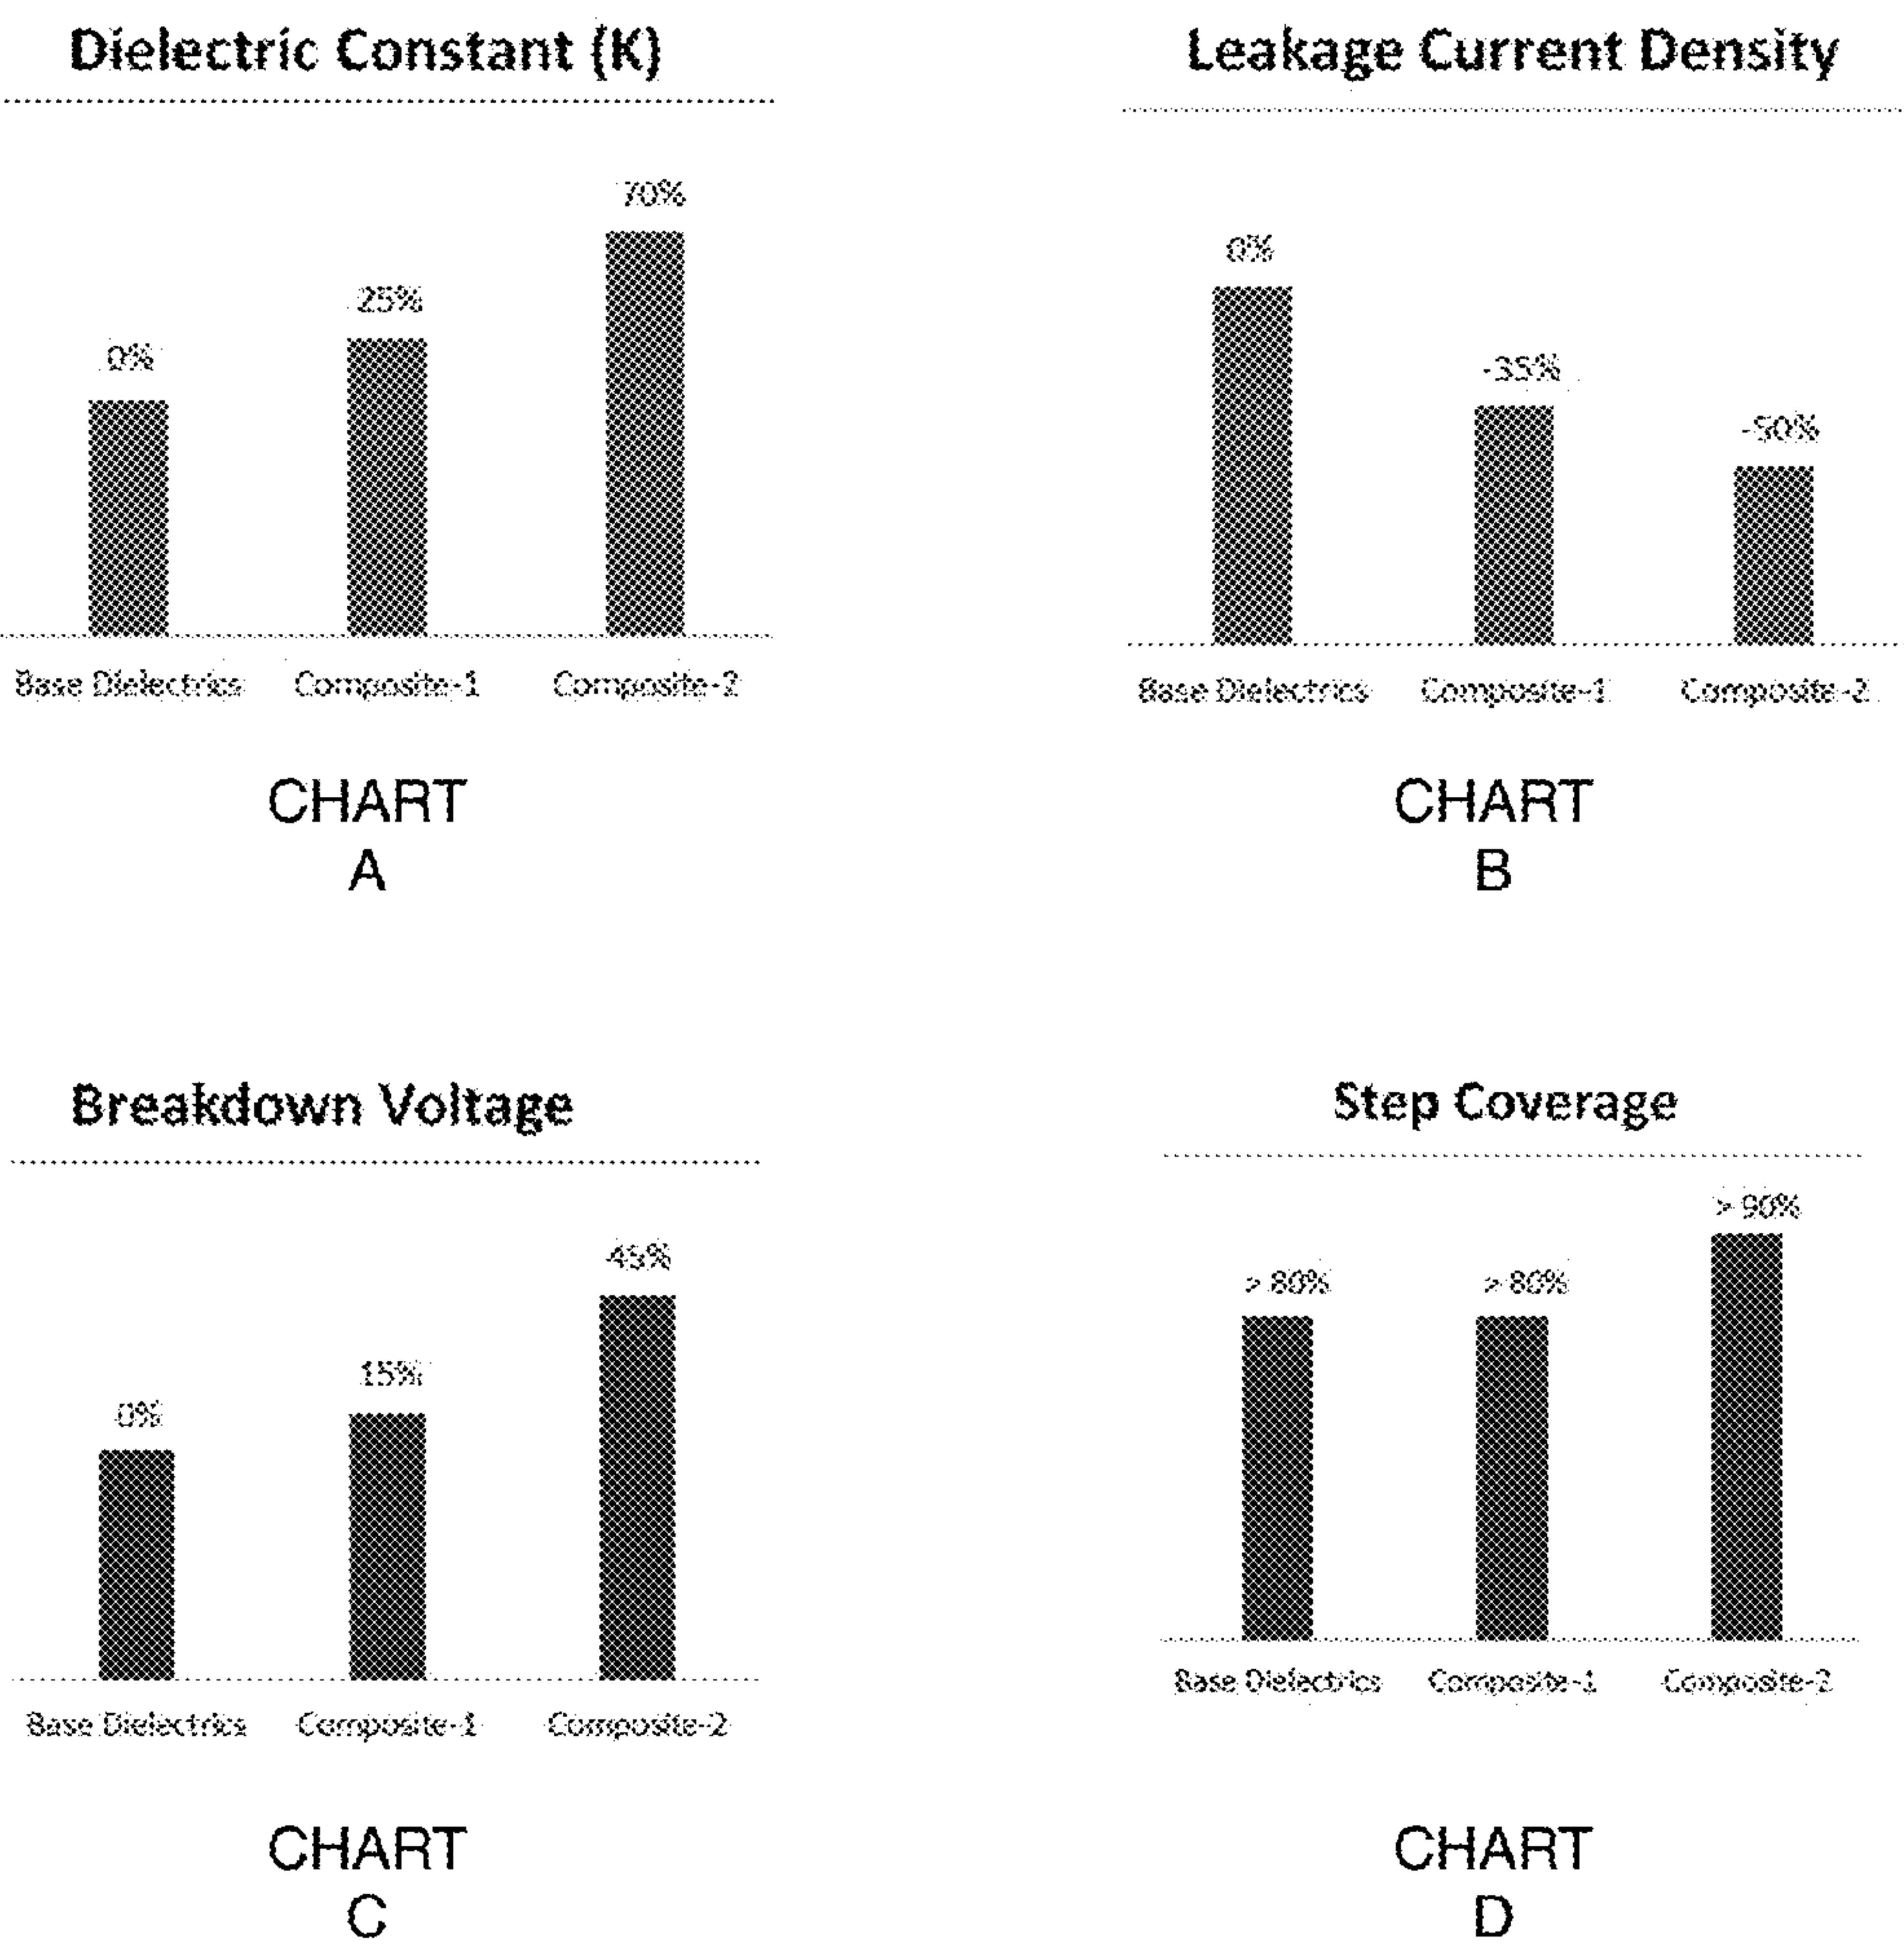 Dielectric Constant (K)
70%
25%
0%
Base Dielectrics Composite-1 Composite-2
CHART
A
Leakage Current Density
0%
-35%
-50%
Base Dielectrics Composite-1 Composite-2
CHART
B
Breakdown Voltage
45%
15%
0%
Base Dielectrics Composite-1 Composite-2
CHART
C
Step Coverage
> 90%
> 80% > 80%
Base Dielectrics Composite-1 Composite-2
CHART
D